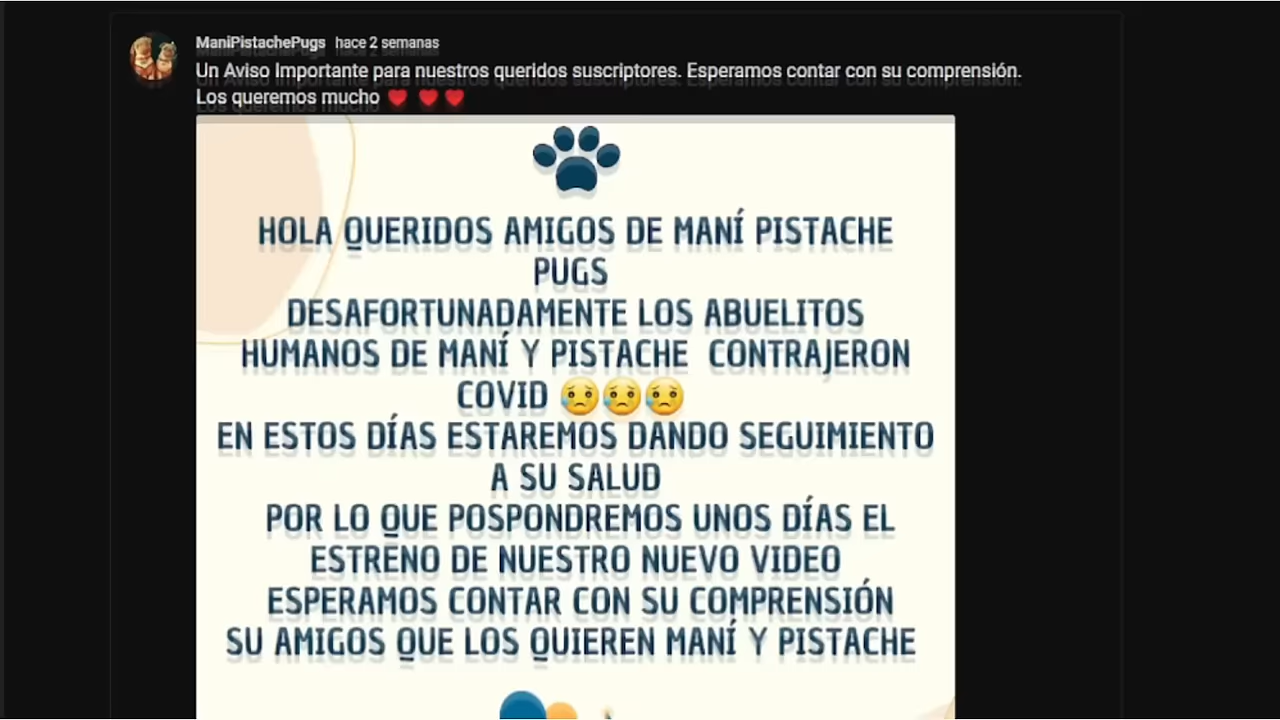 ManiPistachePugs hace 2 semanas
Un Aviso Importante para nuestros queridos suscriptores. Esperamos contar con su comprensión.
Los queremos mucho ❤️ ❤️❤️
HOLA QUERIDOS AMIGOS DE MANÍ PISTACHE
PUGS
DESAFORTUNADAMENTE LOS ABUELITOS
HUMANOS DE MANÍ Y PISTACHE CONTRAJERON
COVID 😥😥😥
EN ESTOS DÍAS ESTAREMOS DANDO SEGUIMIENTO
A SU SALUD
POR LO QUE POSPONDREMOS UNOS DÍAS EL
ESTRENO DE NUESTRO NUEVO VIDEO
ESPERAMOS CONTAR CON SU COMPRENSIÓN
SU AMIGOS QUE LOS QUIEREN MANÍ Y PISTACHE